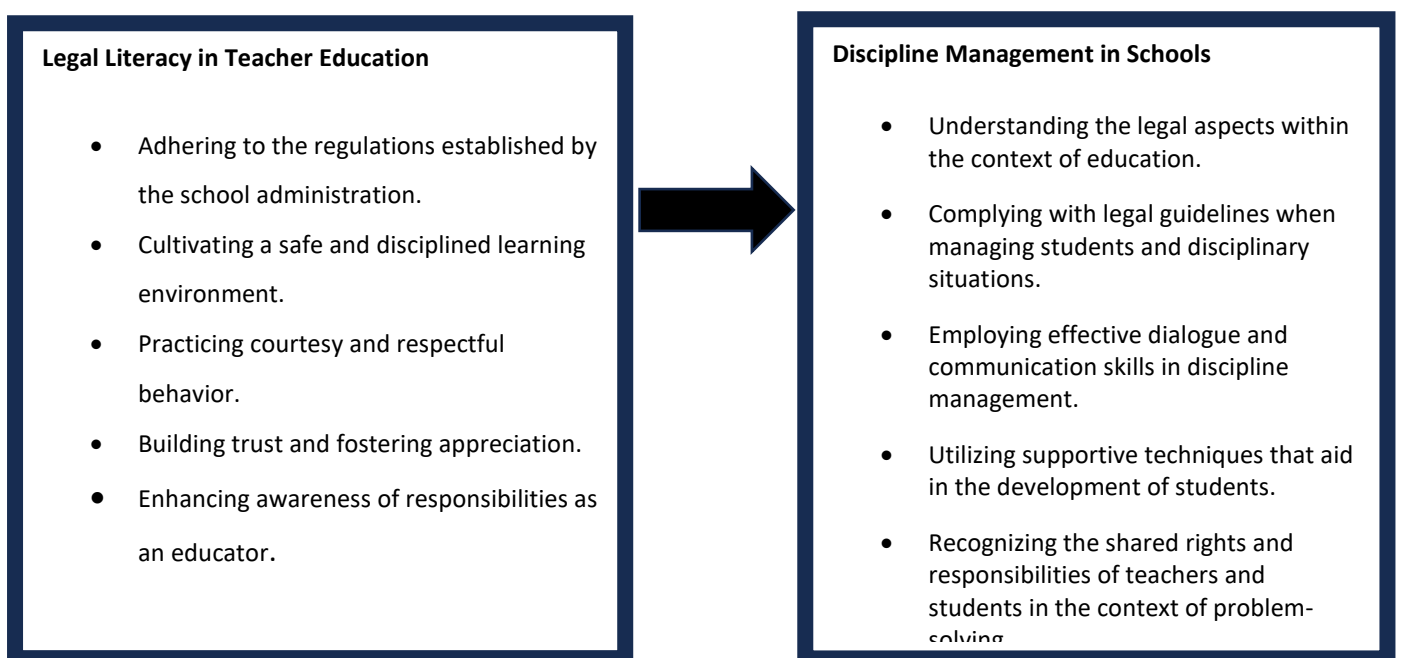 Legal Literacy in Teacher Education
• Adhering to the regulations established by
the school administration.
• Cultivating a safe and disciplined learning
environment.
• Practicing courtesy and respectful
behavior.
• Building trust and fostering appreciation.
• Enhancing awareness of responsibilities as
an educator.
Discipline Management in Schools
• Understanding the legal aspects within
the context of education.
• Complying with legal guidelines when
managing students and disciplinary
situations.
• Employing effective dialogue and
communication skills in discipline
management.
• Utilizing supportive techniques that aid
in the development of students.
• Recognizing the shared rights and
responsibilities of teachers and
students in the context of problem-
solving